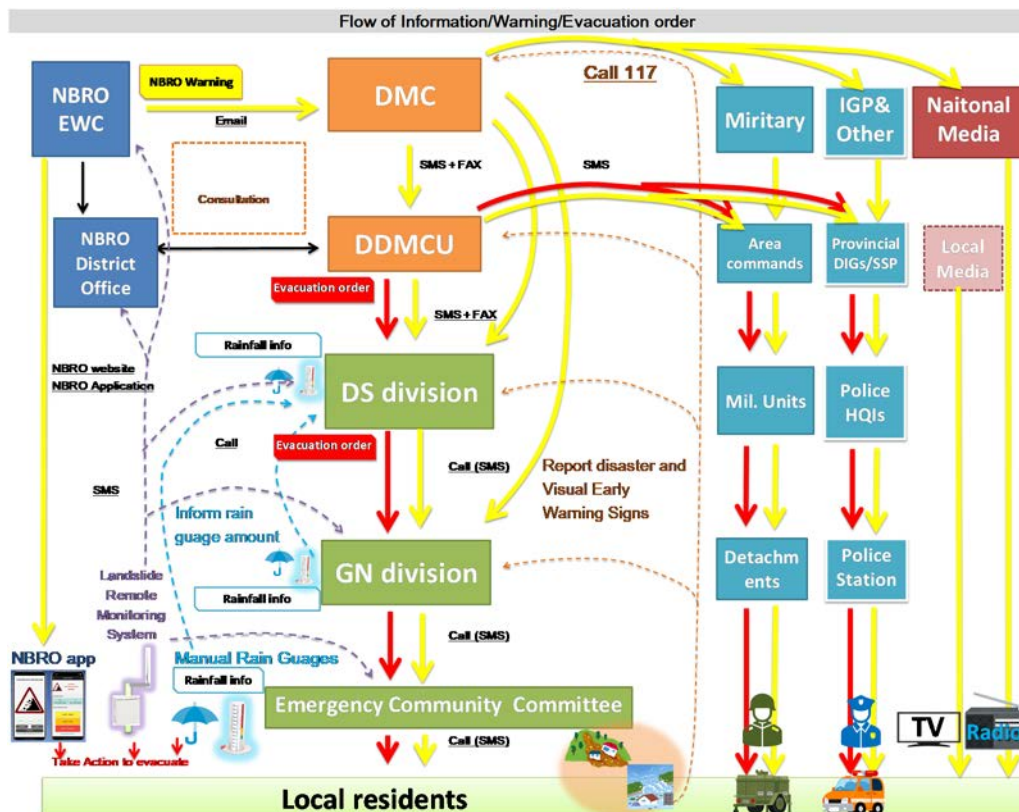 Flow of Information/Warning/Evacuation order
NBRO
EWC
NBRO Warning
Email
DMC
Call 117
Miritary
IGP&
Other
Naitonal
Media
Consultation
SMS + FAX
SMS
NBRO
District
Office
DDMCU
Area
commands
Provincial
DIGs/SSP
Local
Media
Evacuation order
SMS + FAX
Rainfall info
NBRO website
NBRO Application
DS division
Mil. Units
Police
HQIs
Call
Evacuation order
Call (SMS)
Report disaster and
Visual Early
Warning Signs
SMS
Inform rain
guage amount
GN division
Detachm
ents
Police
Station
Landslide
Remote
Monitoring
System
Rainfall info
Call (SMS)
NBRO app
Manual Rain Guages
Rainfall info
Emergency Community Committee
TV
Radio
Call (SMS)
Take Action to evacuate
Local residents